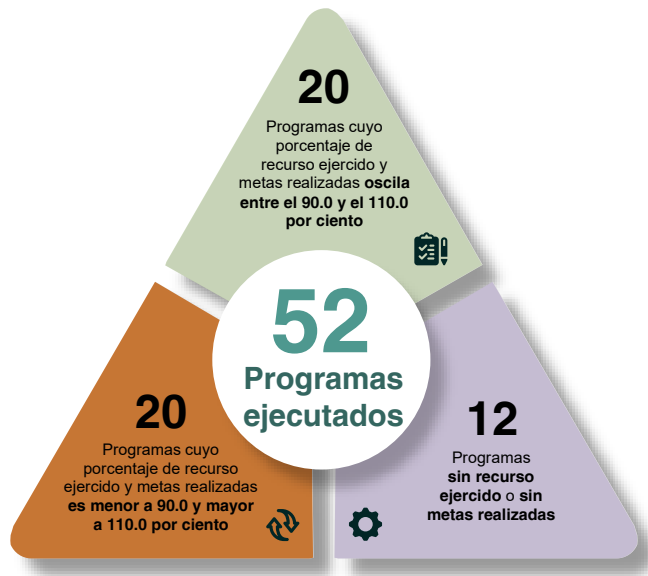 20
Programas cuyo
porcentaje de
recurso ejercido y
metas realizadas oscila
entre el 90.0 y el 110.0
por ciento
52
Programas
ejecutados
20
Programas cuyo
porcentaje de recurso
ejercido y metas realizadas
es menor a 90.0 y mayor
a 110.0 por ciento
12
Programas
sin recurso
ejercido o sin
metas realizadas